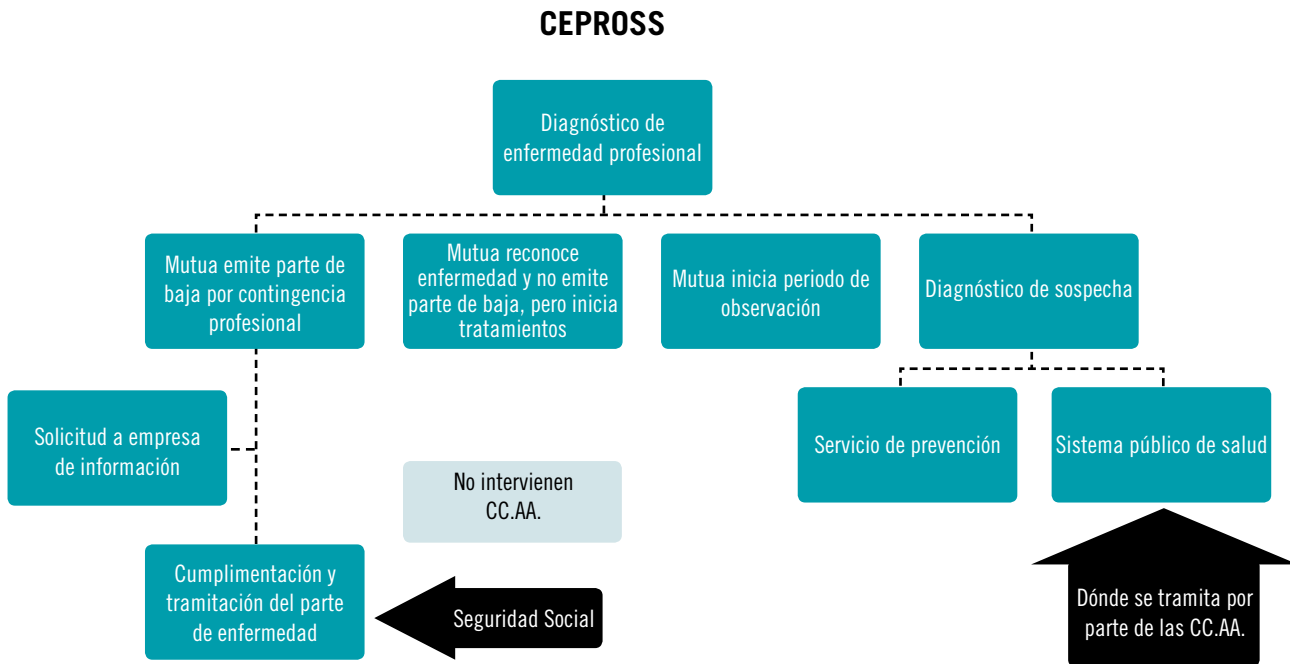 CEPROSS
Diagnóstico de
enfermedad profesional
Mutua emite parte de
baja por contingencia
profesional
Mutua reconoce
enfermedad y no emite
parte de baja, pero inicia
tratamientos
Mutua inicia periodo de
observación
Diagnóstico de sospecha
Solicitud a empresa
de información
Servicio de prevención
Sistema público de salud
No intervienen
CC.AA.
Cumplimentación y
tramitación del parte
de enfermedad
Seguridad Social
Dónde se tramita por
parte de las CC.AA.